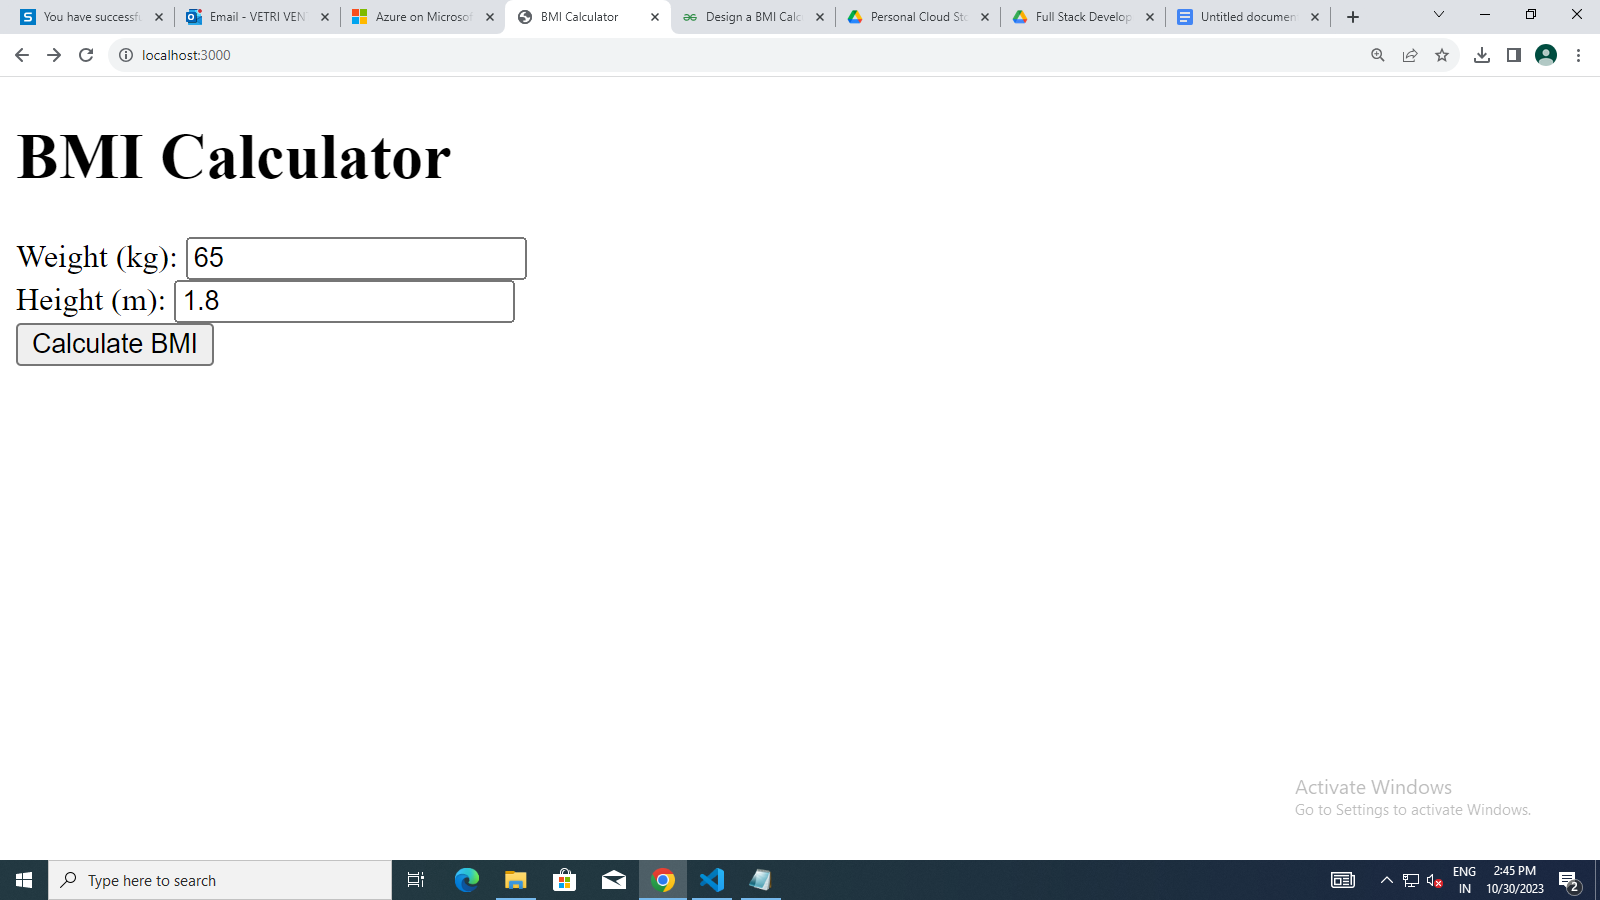 You have successfu
Email - VETRI VEN
Azure on Microsof
BMI Calculator
Design a BMI Calc
Personal Cloud Sto
Full Stack Develop
Untitled documen
localhost:3000
BMI Calculator
Weight (kg): 65
Height (m): 1.8
Calculate BMI
Activate Windows
Go to Settings to activate Windows.
Type here to search
ENG
IN
2:45 PM
10/30/2023
2